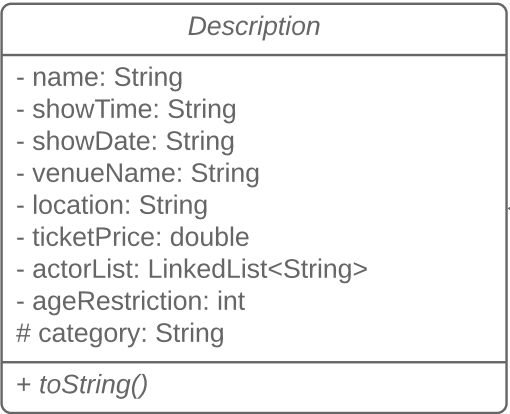 Description
- name: String
- showTime: String
- showDate: String
- venueName: String
- location: String
- ticketPrice: double
- actorList: LinkedList<String>
- ageRestriction: int
# category: String
+ toString()